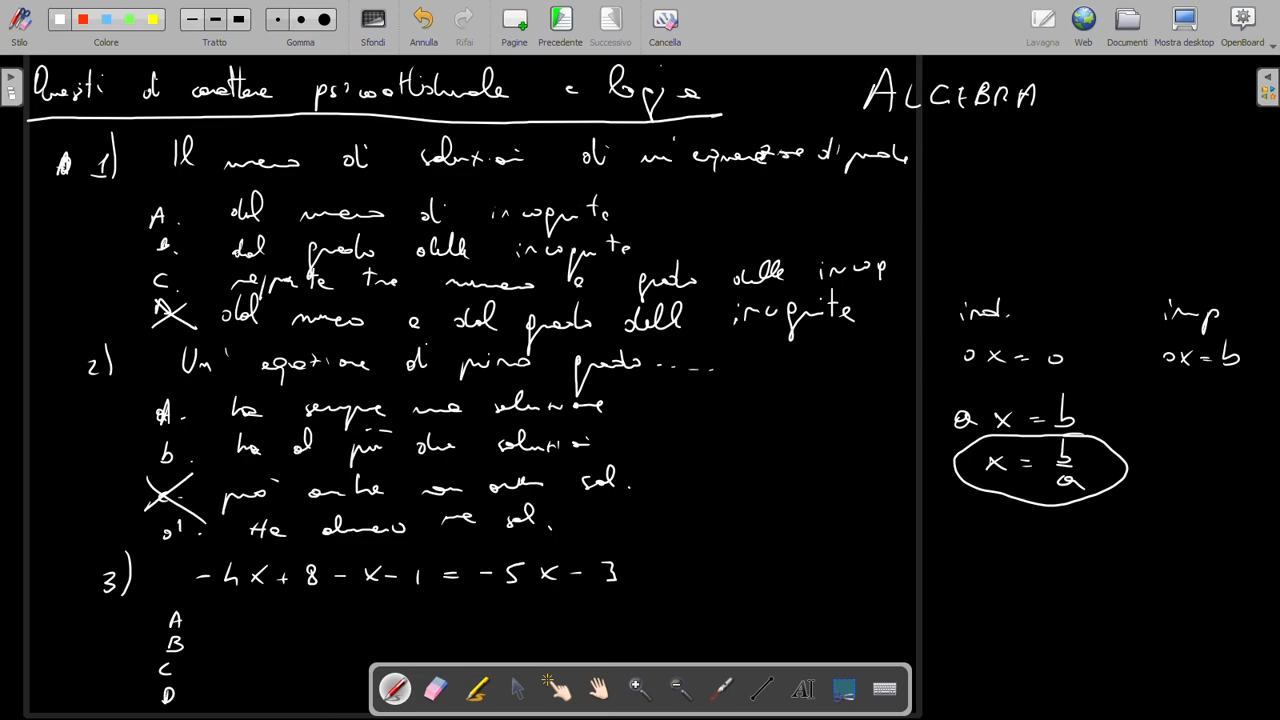 Stilo Colore Tratto Gomma Sfondi Annulla Rifai Pagine Precedente Successivo Cancella Lavagna Web Documenti Mostra desktop OpenBoard
Quesiti di carattere e logica
ALGEBRA
1) Il numero di soluzioni di un'equazione dipende
A. dal numero di incognite
B. dal grado delle incognite
C. tra numero e grado delle incog
dal numero e dal grado dell incognite
2) Un' equazione di primo grado .....
A. ha sempre una soluzione
b. ha al più due soluzioni
C. può anche non avere sol.
D. Ha almeno una sol.
3) -4x+8-x-1=-5x-3
A
B
C
D
ind. imp
0x=0 0x=b
a x = b
x = b/a